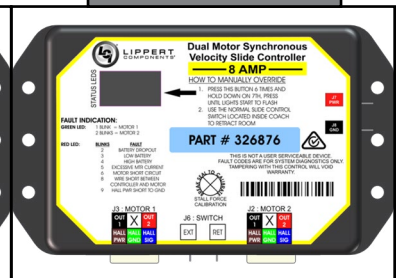 LIPPERT
COMPONENTS
Dual Motor Synchronous
Velocity Slide Controller
8 AMP
HOW TO MANUALLY OVERRIDE
1. PRESS THIS BUTTON 6 TIMES AND
HOLD DOWN ON 7TH, PRESS
UNTIL LIGHTS START TO FLASH
2. USE THE NORMAL SLIDE CONTROL
SWITCH LOCATED INSIDE COACH
TO RETRACT ROOM
STATUS LEDS
J7
PWR
J8
GND
FAULT INDICATION:
GREEN LED: 1 BLINK = MOTOR 1
2 BLINKS = MOTOR 2
RED LED: BLINKS FAULT
2 BATTERY DROPOUT
3 LOW BATTERY
4 HIGH BATTERY
5 EXCESSIVE MTR CURRENT
6 MOTOR SHORT CIRCUIT
8 WIRE SHORT BETWEEN
CONTROLLER AND MOTOR
9 HALL PWR SHORT TO GND
PART # 326876
THIS IS NOT A USER SERVICEABLE DEVICE.
FAULT CODES ARE FOR SYSTEM DIAGNOSTICS ONLY.
TAMPERING WITH THIS CONTROL WILL VOID
WARRANTY.
STALL FORCE
CALIBRATION
J3 : MOTOR 1
OUT 1 X OUT 2
HALL PWR HALL GND HALL SIG
J6 : SWITCH
EXT RET
J2 : MOTOR 2
OUT 1 X OUT 2
HALL PWR HALL GND HALL SIG